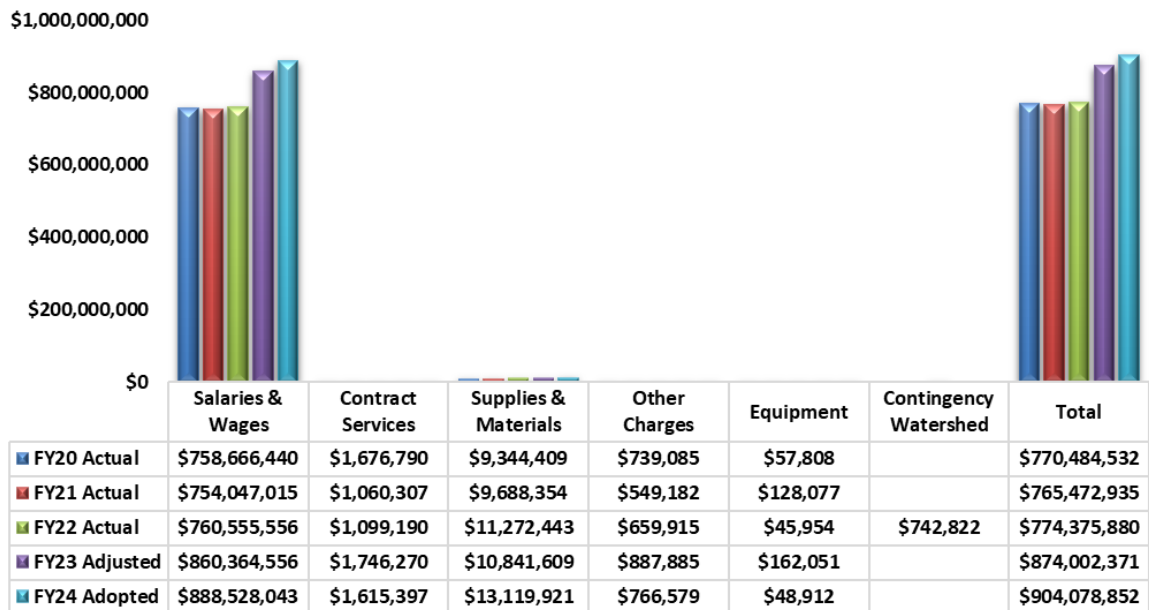 $1,000,000,000
$800,000,000
$600,000,000
$400,000,000
$200,000,000
$0
Salaries & Wages Contract Services Supplies & Materials Other Charges Equipment Contingency Watershed Total
FY20 Actual $758,666,440 $1,676,790 $9,344,409 $739,085 $57,808 $770,484,532
FY21 Actual $754,047,015 $1,060,307 $9,688,354 $549,182 $128,077 $765,472,935
FY22 Actual $760,555,556 $1,099,190 $11,272,443 $659,915 $45,954 $742,822 $774,375,880
FY23 Adjusted $860,364,556 $1,746,270 $10,841,609 $887,885 $162,051 $874,002,371
FY24 Adopted $888,528,043 $1,615,397 $13,119,921 $766,579 $48,912 $904,078,852